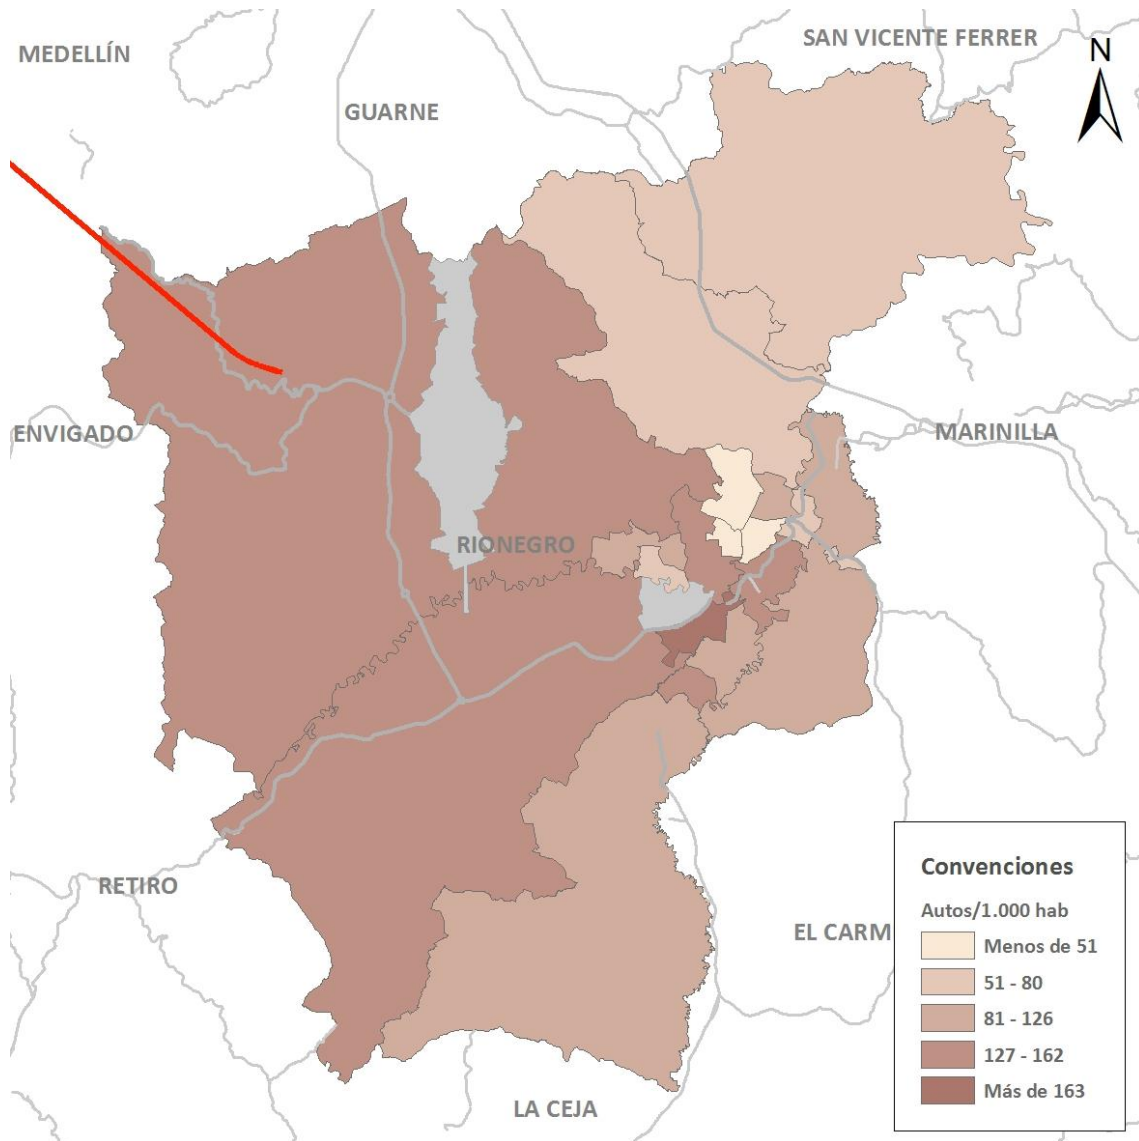 SAN VICENTE FERRER
MEDELLÍN
N
GUARNE
ENVIGADO
MARINILLA
RIONEGRO
RETIRO
EL CARM
LA CEJA
Convenciones
Autos/1.000 hab
Menos de 51
51 - 80
81 - 126
127 - 162
Más de 163